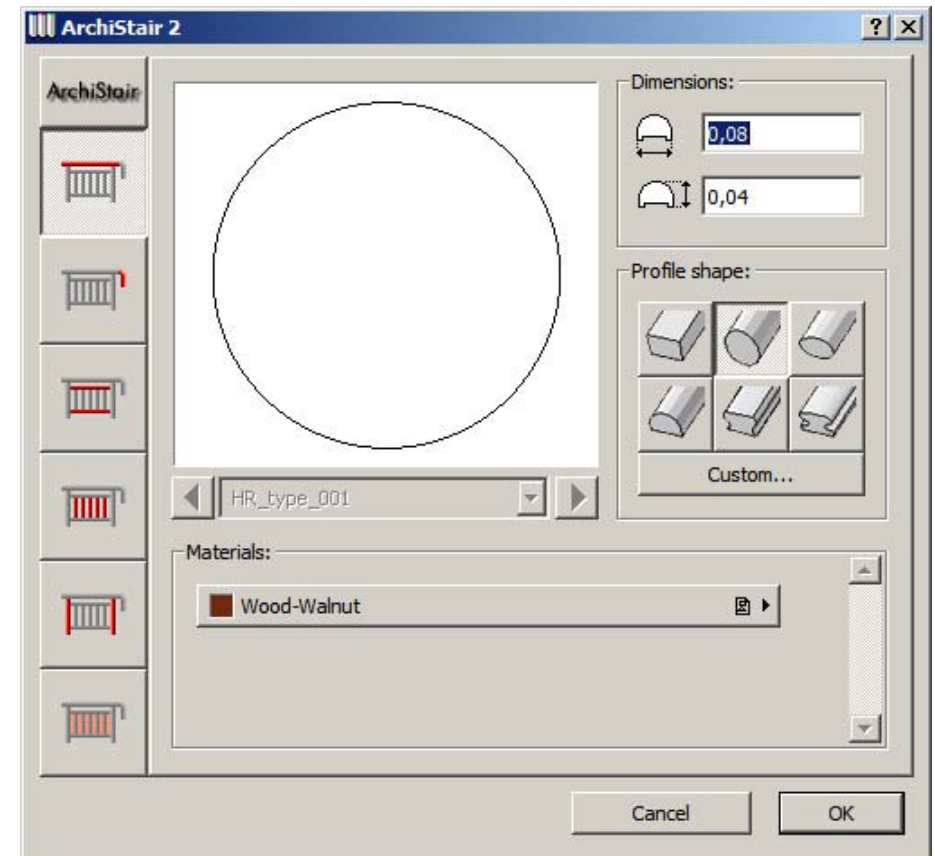 ArchiStair 2
ArchiStair
Dimensions:
0,08
0,04
Profile shape:
Custom...
HR_type_001
Materials:
Wood-Walnut
Cancel
OK